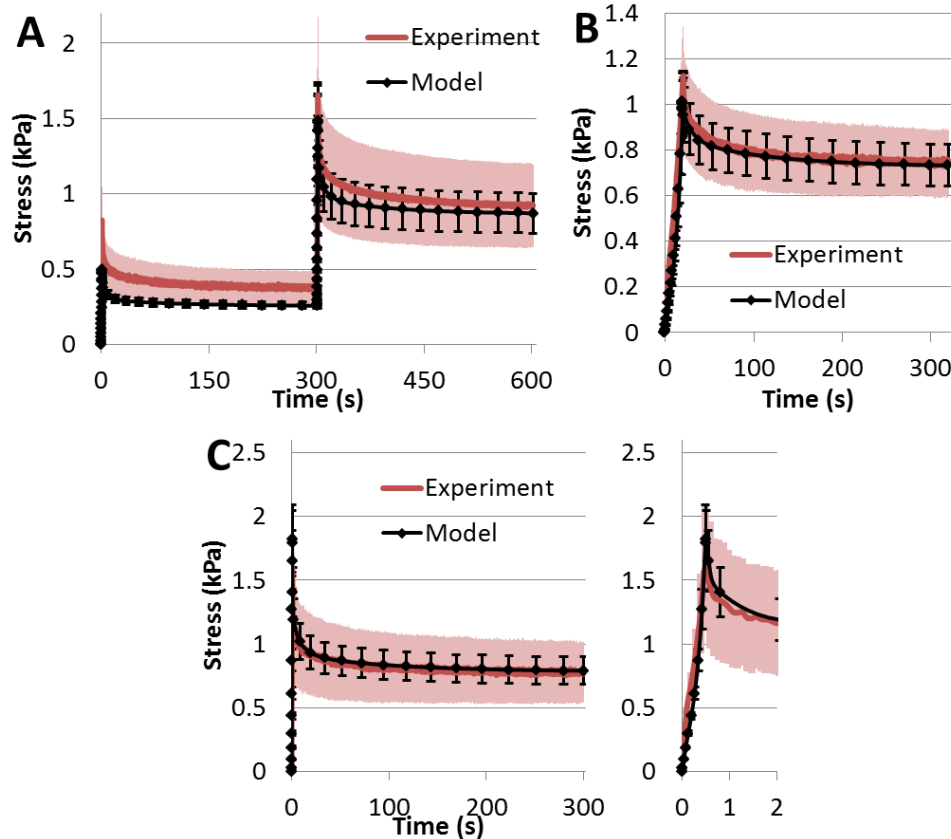 A
Stress (kPa)
2
1.5
1
0.5
0
Experiment
Model
0 150 300 450 600
Time (s)
B
Stress (kPa)
1.4
1.2
1
0.8
0.6
0.4
0.2
0
Experiment
Model
0 100 200 300
Time (s)
C
Stress (kPa)
2.5
2
1.5
1
0.5
0
Experiment
Model
0 100 200 300
Time (s)
2.5
2
1.5
1
0.5
0
0 1 2